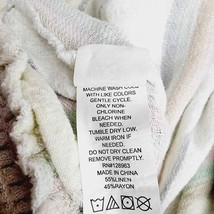 MACHINE WASH COLD
WITH LIKE COLORS
GENTLE CYCLE.
ONLY NON-
CHLORINE
BLEACH WHEN
NEEDED.
TUMBLE DRY LOW.
WARM IRON IF
NEEDED.
DO NOT DRY CLEAN
REMOVE PROMPTLY.
RN#128983
MADE IN CHINA
55%LINEN
45%RAYON